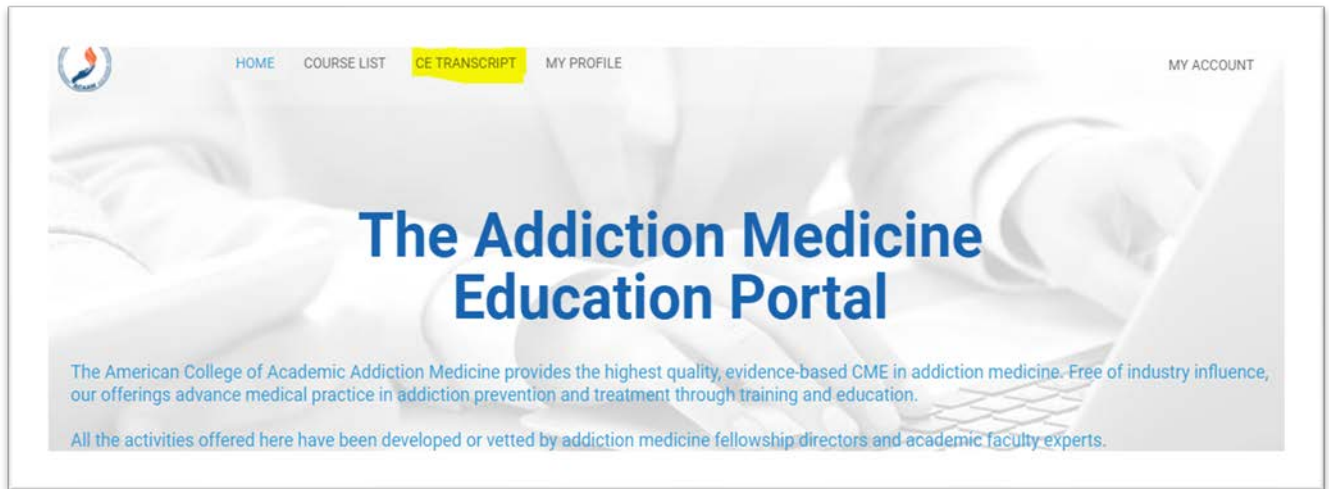 HOME COURSE LIST CE TRANSCRIPT MY PROFILE MY ACCOUNT
ACAAM
The Addiction Medicine
Education Portal
The American College of Academic Addiction Medicine provides the highest quality, evidence-based CME in addiction medicine. Free of industry influence,
our offerings advance medical practice in addiction prevention and treatment through training and education.
All the activities offered here have been developed or vetted by addiction medicine fellowship directors and academic faculty experts.